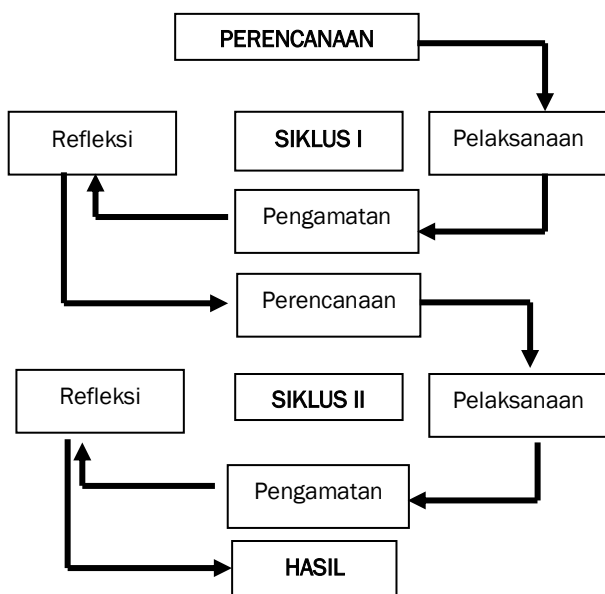 PERENCANAAN
Refleksi
SIKLUS I
Pelaksanaan
Pengamatan
Perencanaan
Refleksi
SIKLUS II
Pelaksanaan
Pengamatan
HASIL